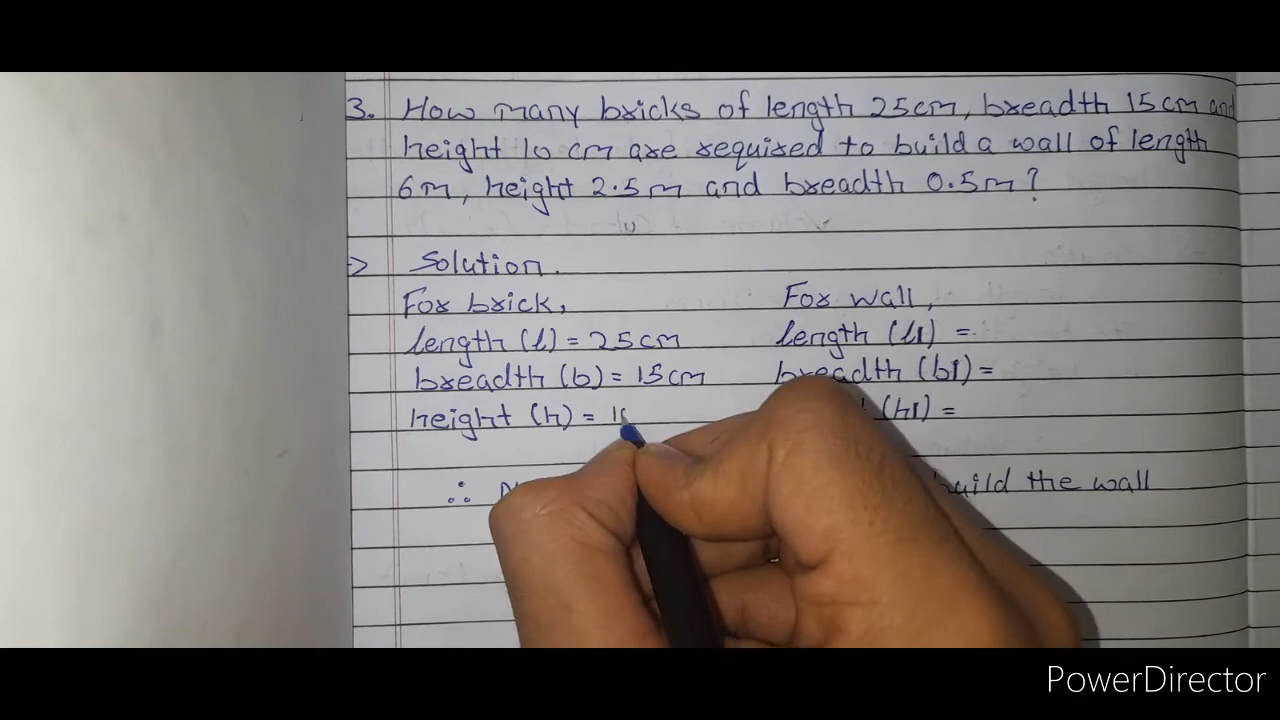 3. How many bricks of length 25cm, breadth 15cm and
height 10 cm are required to build a wall of length
6m, height 2.5m and breadth 0.5m?
-> Solution.
For brick,
length (l) = 25cm
breadth (b) = 15cm
height (h) = 10
For wall,
length (l1) =
breadth (b1) =
(h1) =
∴
build the wall
PowerDirector